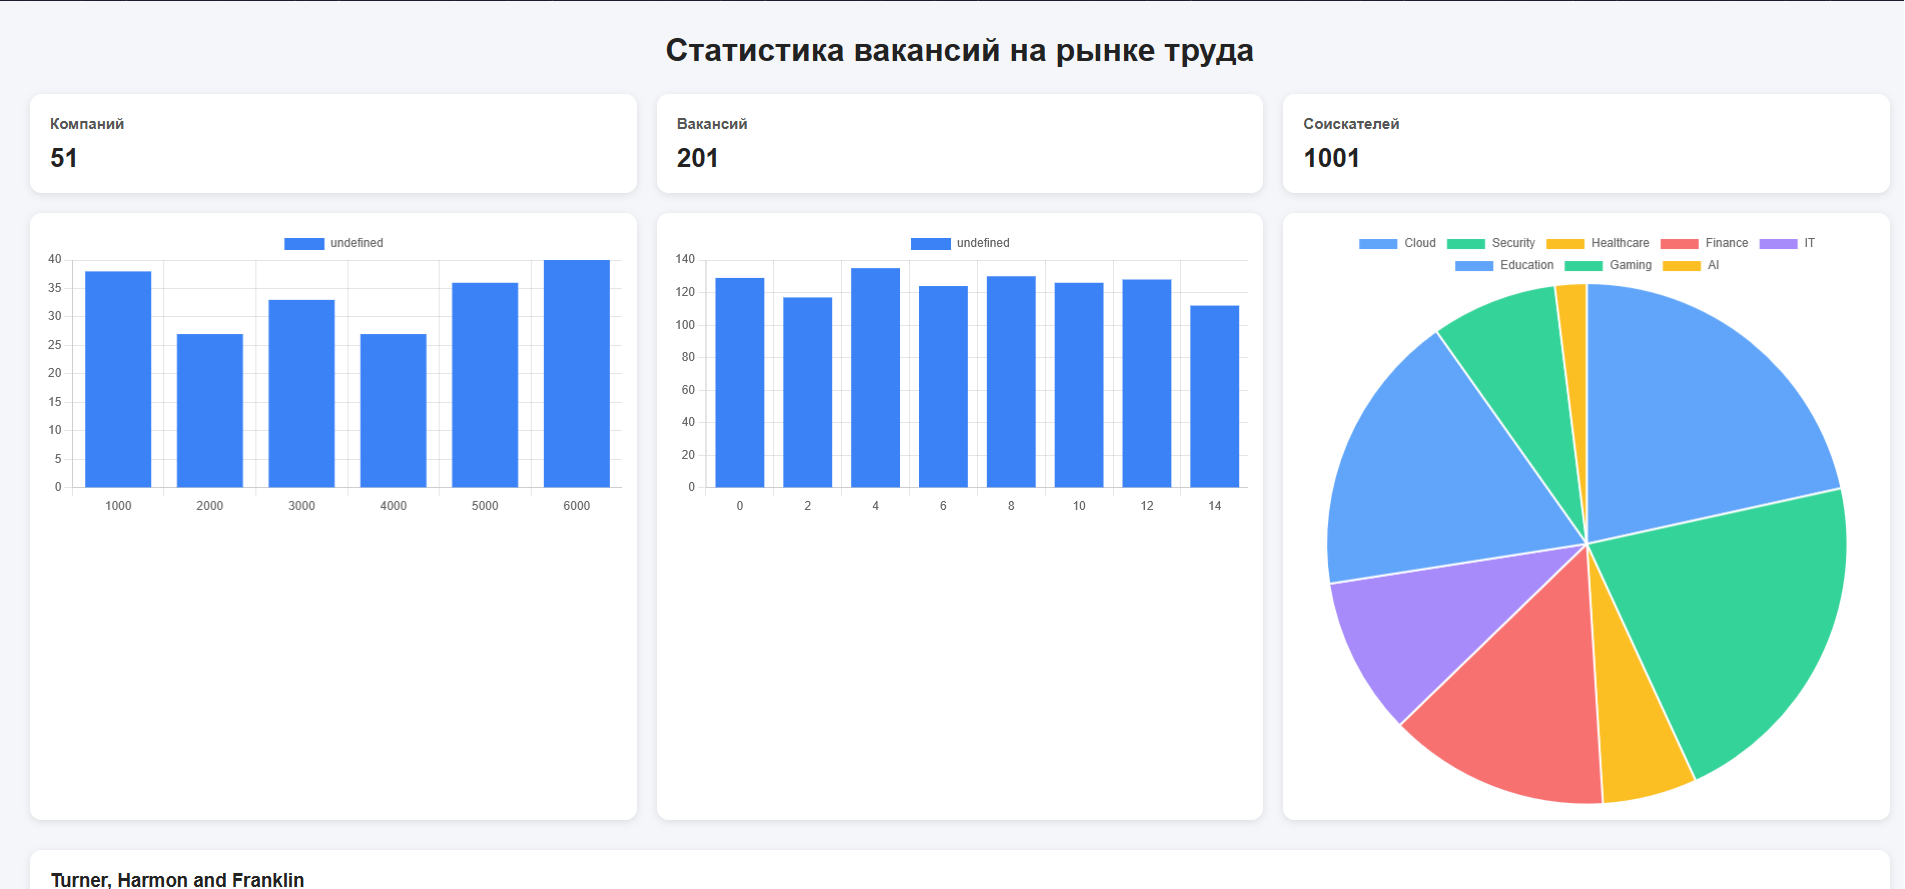 Статистика вакансий на рынке труда
Компаний
51
Вакансий
201
Соискателей
1001
undefined
40
35
30
25
20
15
10
5
0
1000 2000 3000 4000 5000 6000
undefined
140
120
100
80
60
40
20
0
0 2 4 6 8 10 12 14
Cloud Security Healthcare Finance IT
Education Gaming AI
Turner, Harmon and Franklin